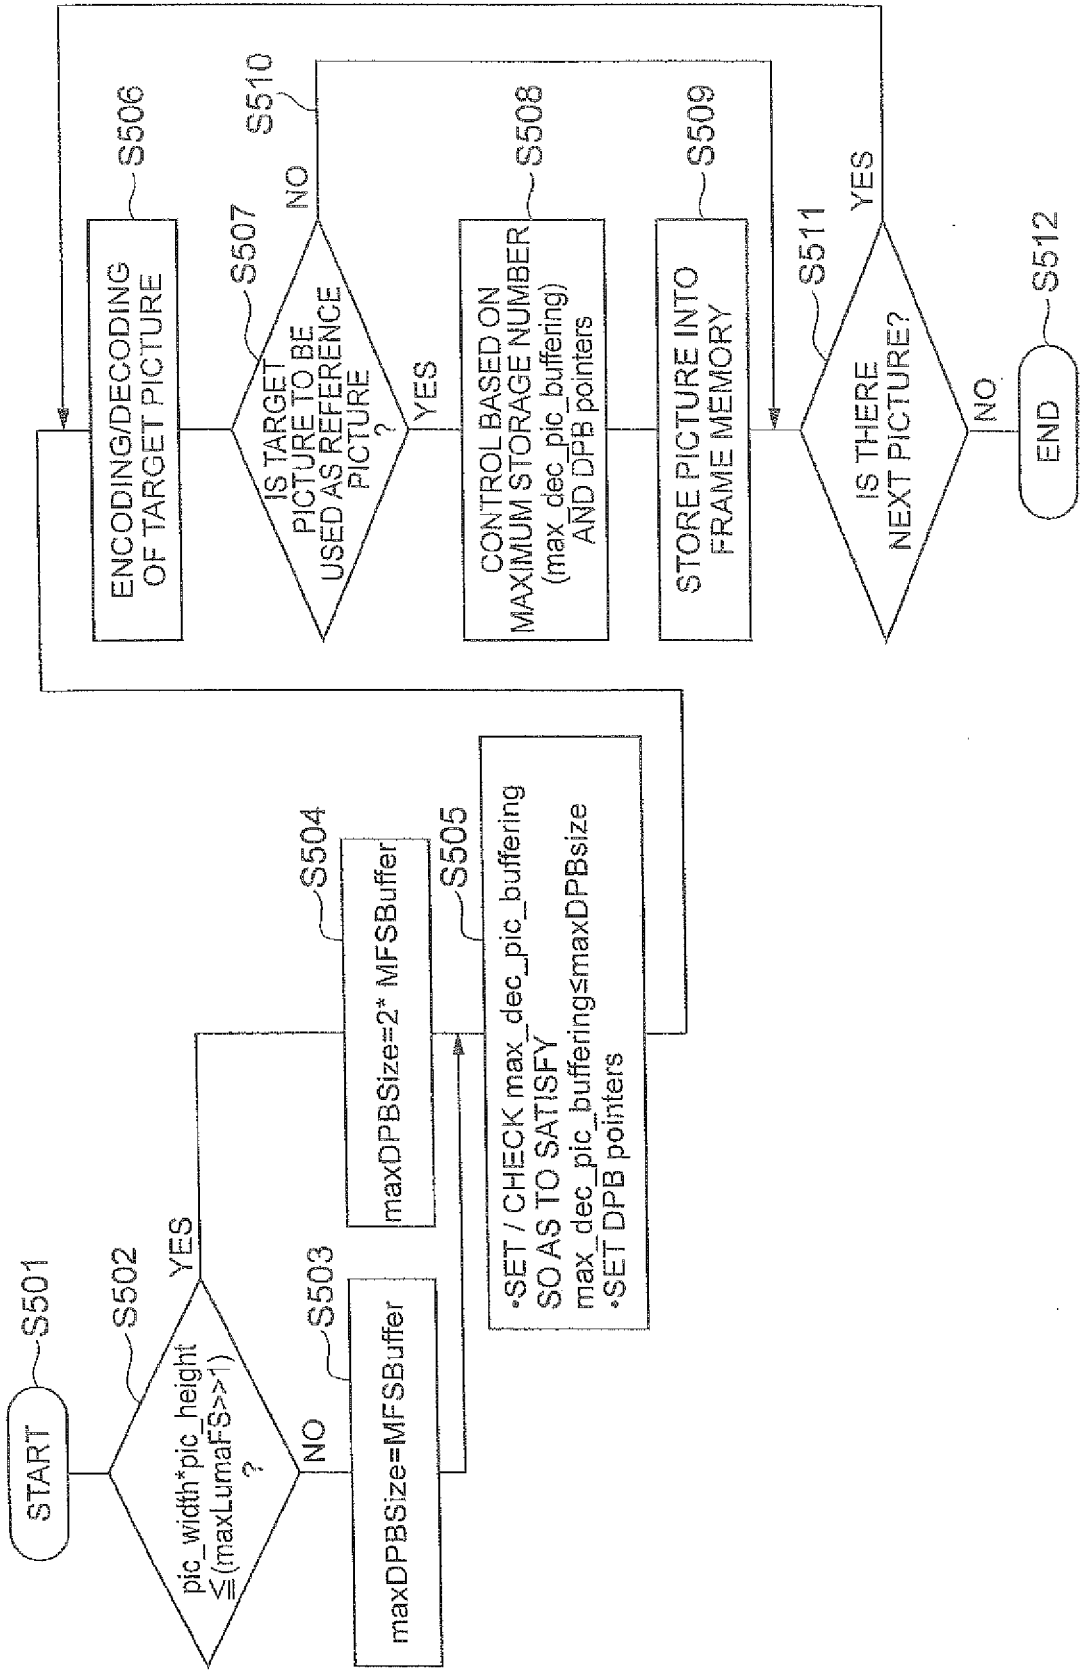 START
S501
pic_width*pic_height
≦(maxLumaFS>>1)
?
S502
YES
NO
maxDPBSize=MFSBuffer
S503
maxDPBSize=2* MFSBuffer
S504
•SET / CHECK max_dec_pic_buffering
SO AS TO SATISFY
max_dec_pic_buffering≤maxDPBsize
•SET DPB pointers
S505
ENCODING/DECODING
OF TARGET PICTURE
S506
IS TARGET
PICTURE TO BE
USED AS REFERENCE
PICTURE
?
S507
NO
S510
YES
CONTROL BASED ON
MAXIMUM STORAGE NUMBER
(max_dec_pic_buffering)
AND DPB pointers
S508
STORE PICTURE INTO
FRAME MEMORY
S509
IS THERE
NEXT PICTURE?
S511
YES
NO
END
S512